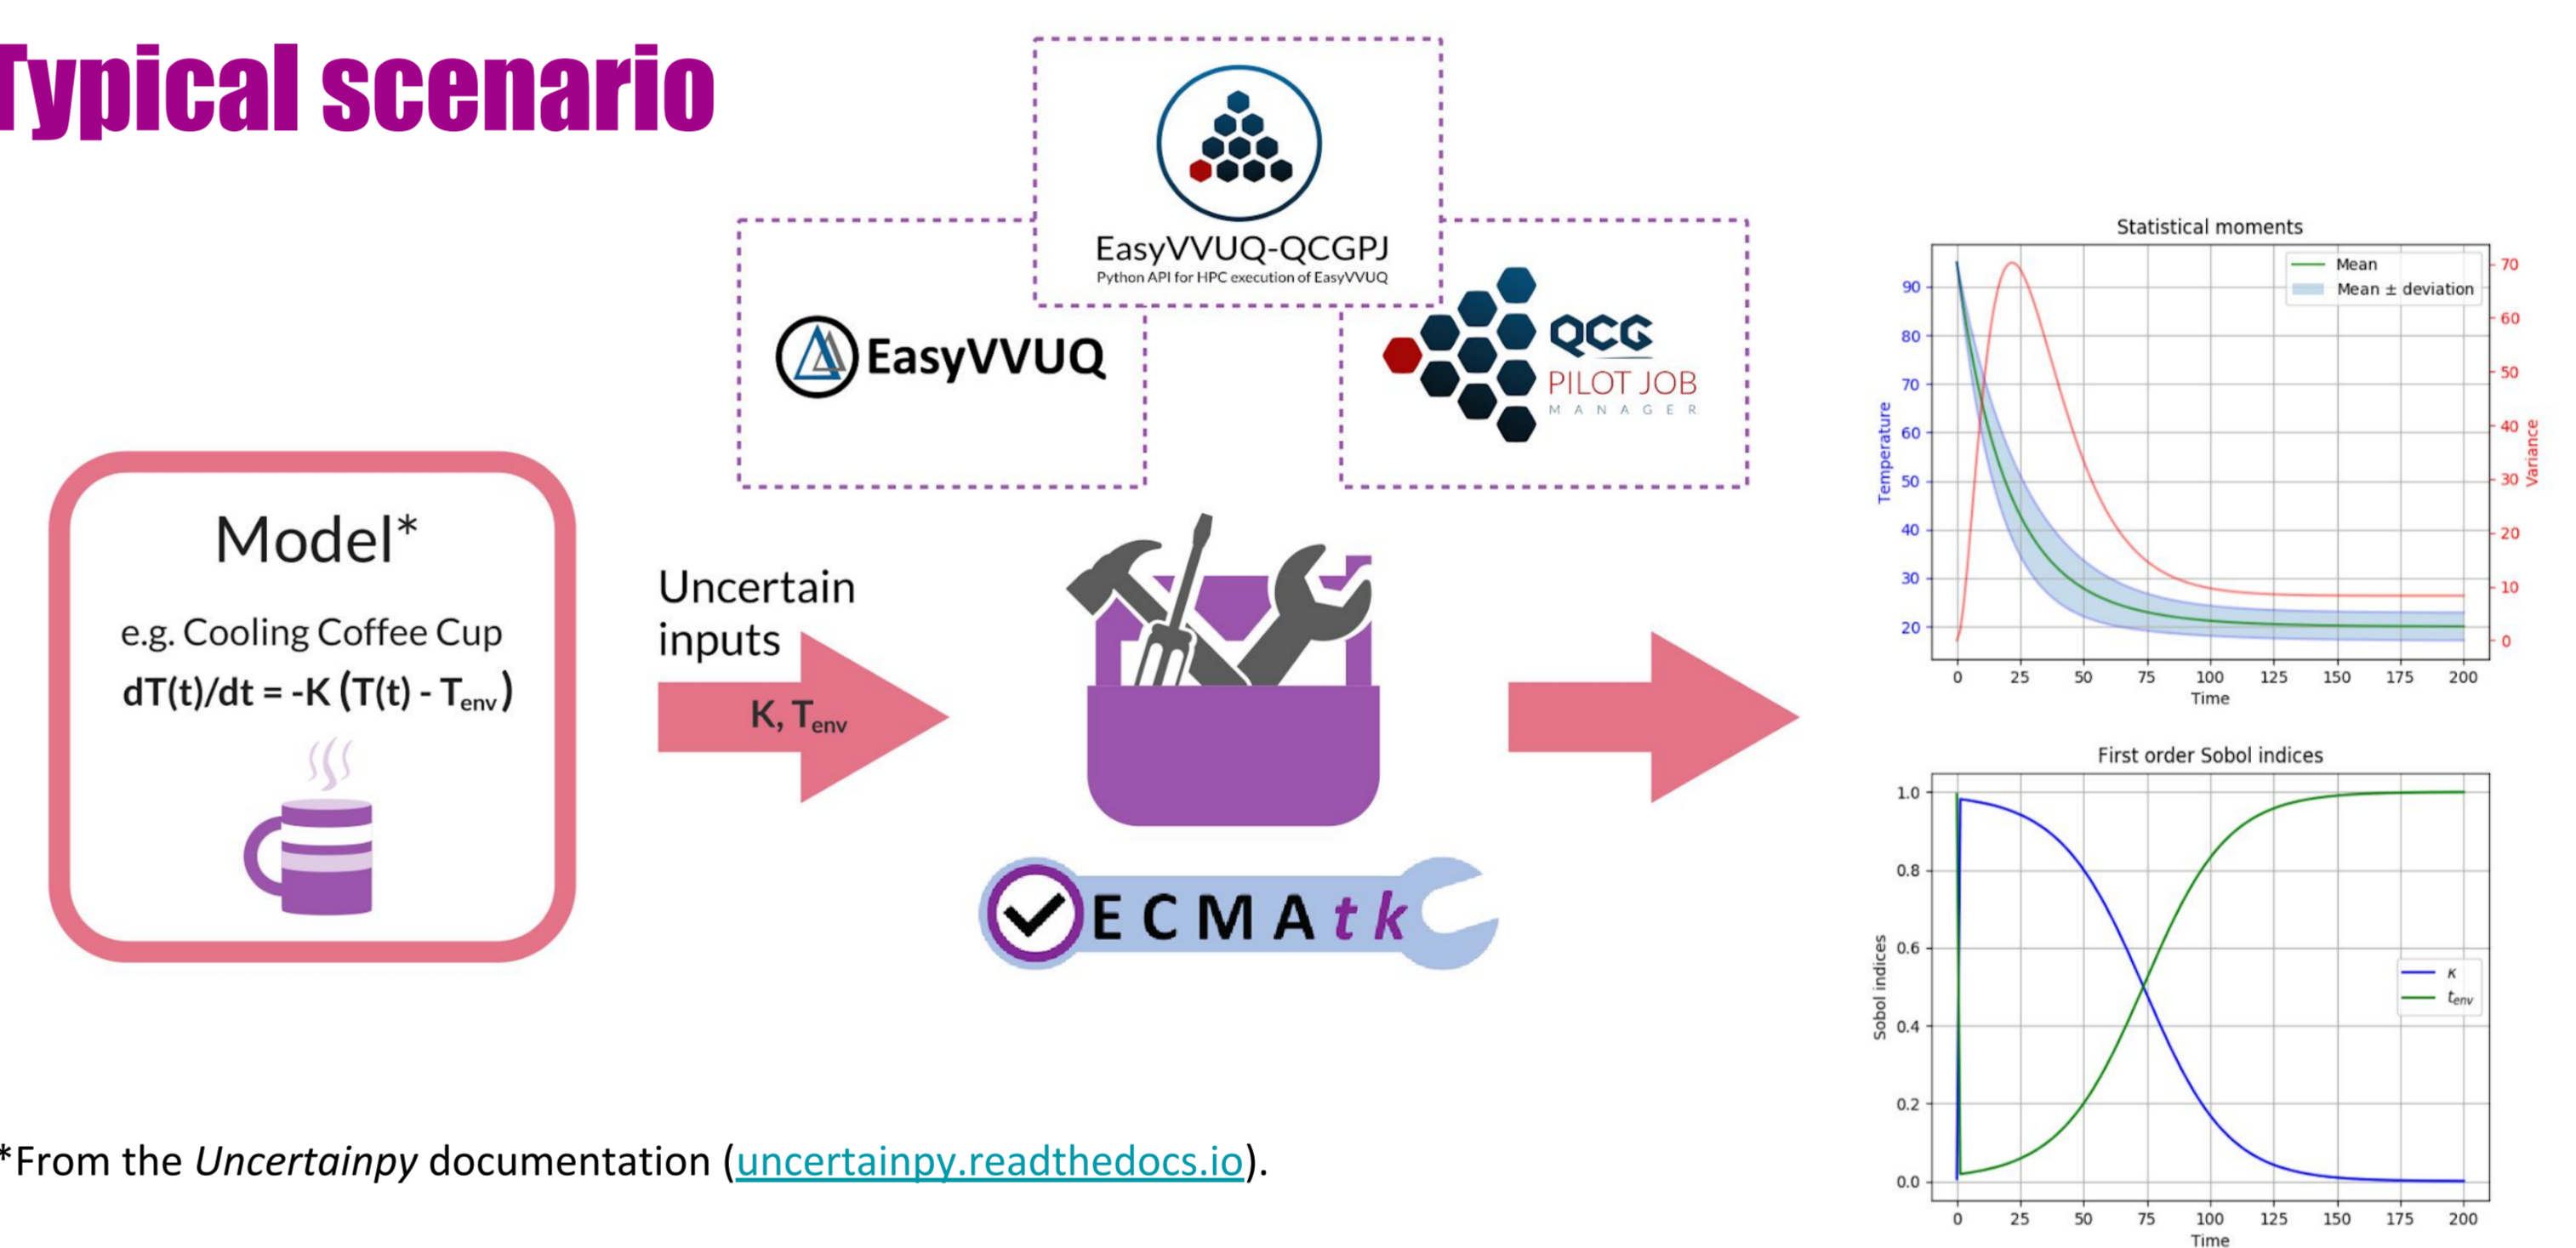 Typical scenario
EasyVVUQ-QCGPJ
Python API for HPC execution of EasyVVUQ
EasyVVUQ
QCG
PILOT JOB
MANAGER
Model*
e.g. Cooling Coffee Cup
dT(t)/dt = -K (T(t) - Tenv)
Uncertain
inputs
K, Tenv
ECMAtk
Statistical moments
Mean
Mean ± deviation
Temperature
90
80
70
60
50
40
30
20
70
60
50
40
30
20
10
0
Variance
0 25 50 75 100 125 150 175 200
Time
First order Sobol indices
Sobol indices
1.0
0.8
0.6
0.4
0.2
0.0
κ
tenv
0 25 50 75 100 125 150 175 200
Time
*From the Uncertainpy documentation (uncertainpy.readthedocs.io).